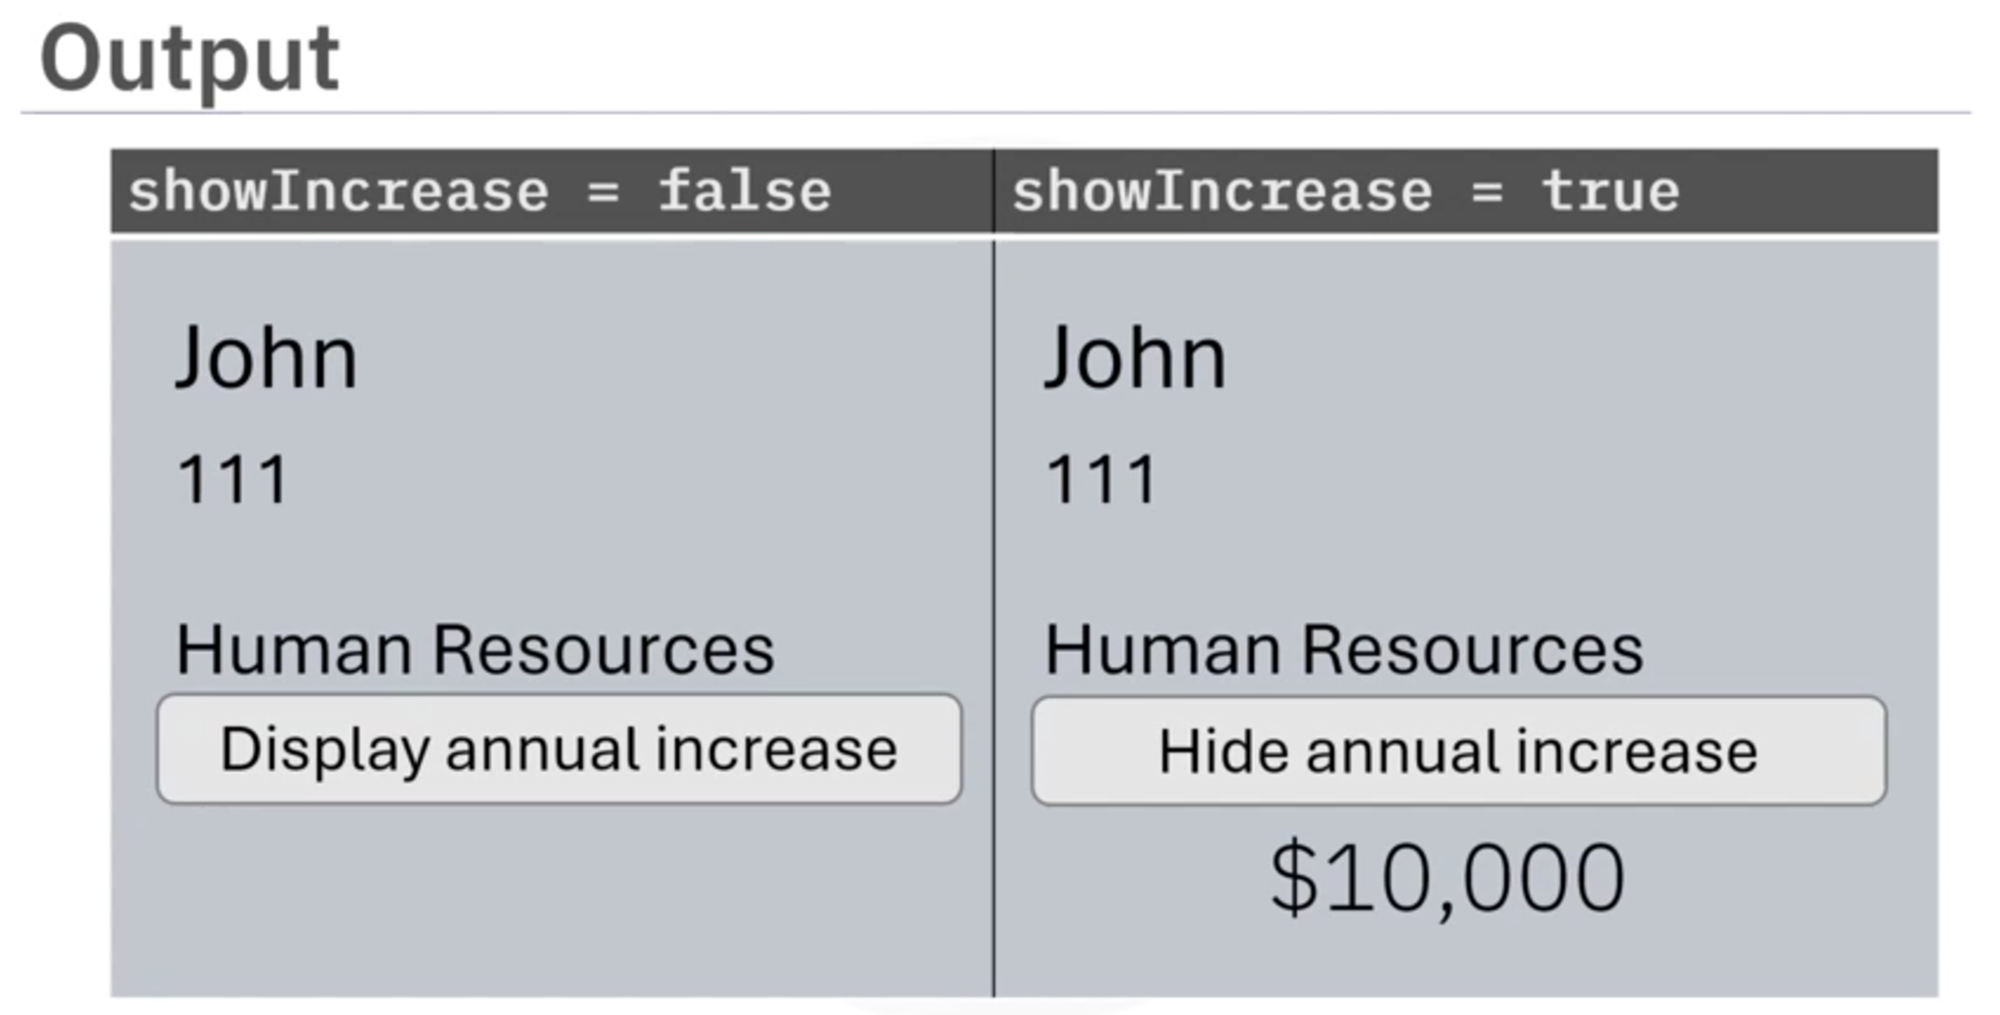 Output
showIncrease = false
John
111
Human Resources
Display annual increase
showIncrease = true
John
111
Human Resources
Hide annual increase
$10,000